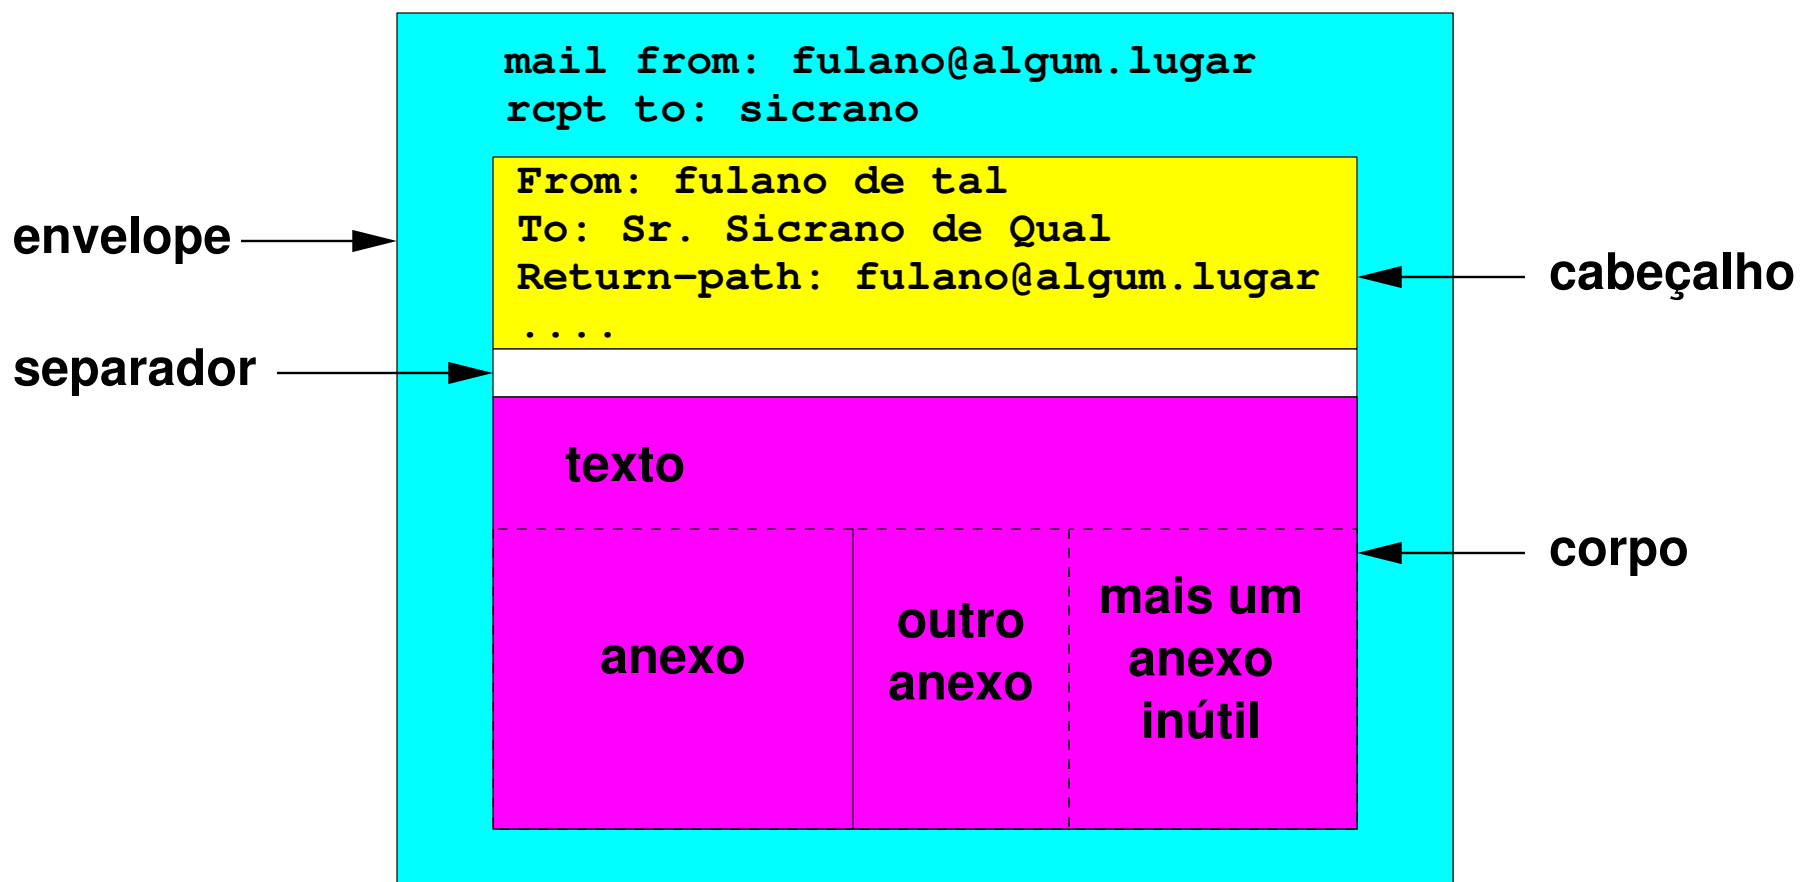 mail from: fulano@algum.lugar
rcpt to: sicrano
From: fulano de tal
To: Sr. Sicrano de Qual
Return-path: fulano@algum.lugar
....
envelope
cabeçalho
separador
texto
corpo
anexo
outro
anexo
mais um
anexo
inútil